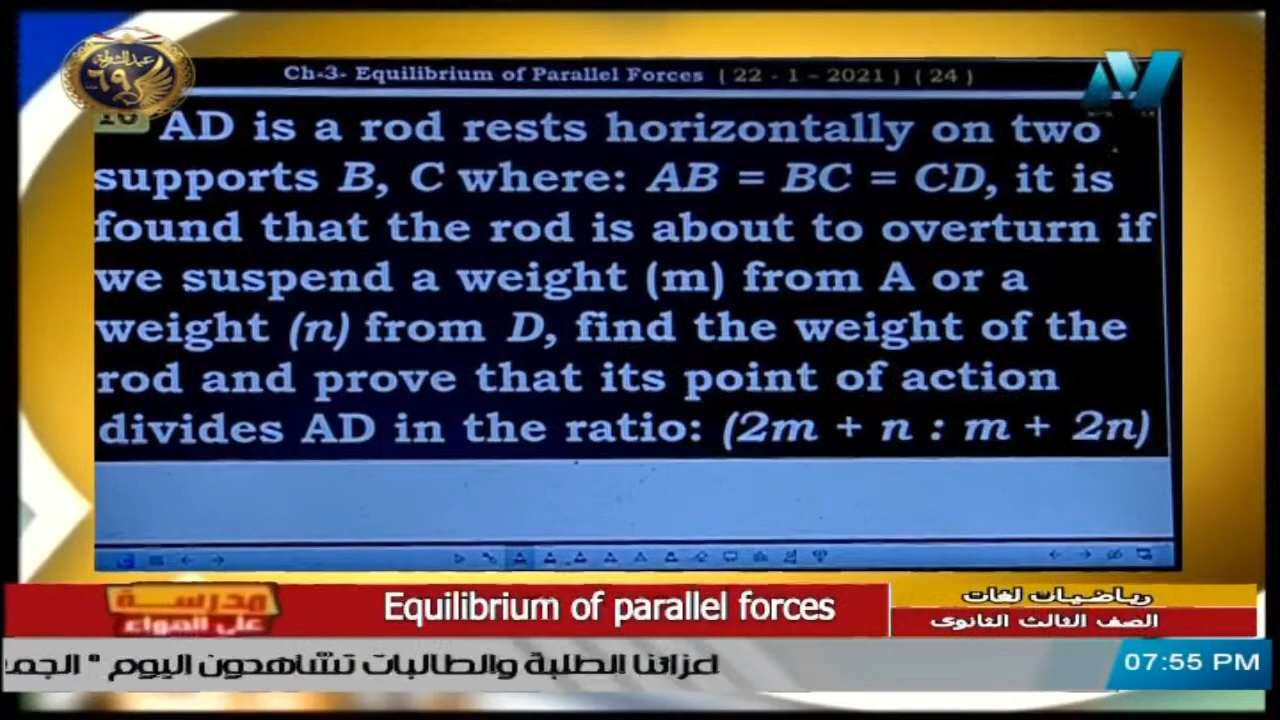 عيد الشرطة
٦٩
Ch-3- Equilibrium of Parallel Forces ( 22 - 1 - 2021 ) ( 24 )
AD is a rod rests horizontally on two
supports B, C where: AB = BC = CD, it is
found that the rod is about to overturn if
we suspend a weight (m) from A or a
weight (n) from D, find the weight of the
rod and prove that its point of action
divides AD in the ratio: (2m + n : m + 2n)
مدرسة
على الهواء
Equilibrium of parallel forces
رياضيات لغات
الصف الثالث الثانوى
اعزائنا الطلبة والطالبات تشاهدون اليوم " الجمـ
07:55 PM